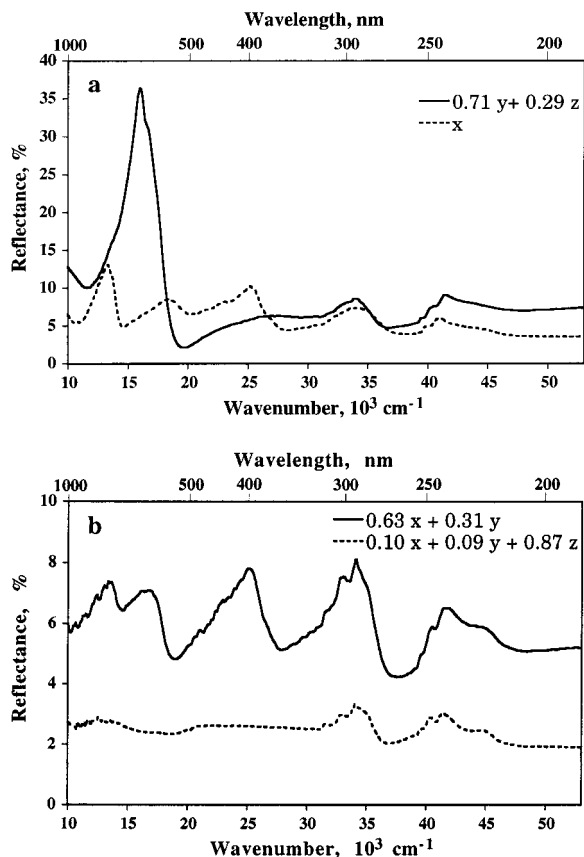 Wavelength, nm
1000 500 400 300 250 200
a
0.71 y+ 0.29 z
x
40
35
30
25
20
15
10
5
0
Reflectance, %
10 15 20 25 30 35 40 45 50
Wavenumber, 10³ cm⁻¹
Wavelength, nm
1000 500 400 300 250 200
b
0.63 x + 0.31 y
0.10 x + 0.09 y + 0.87 z
10
8
6
4
2
0
Reflectance, %
10 15 20 25 30 35 40 45 50
Wavenumber, 10³ cm⁻¹